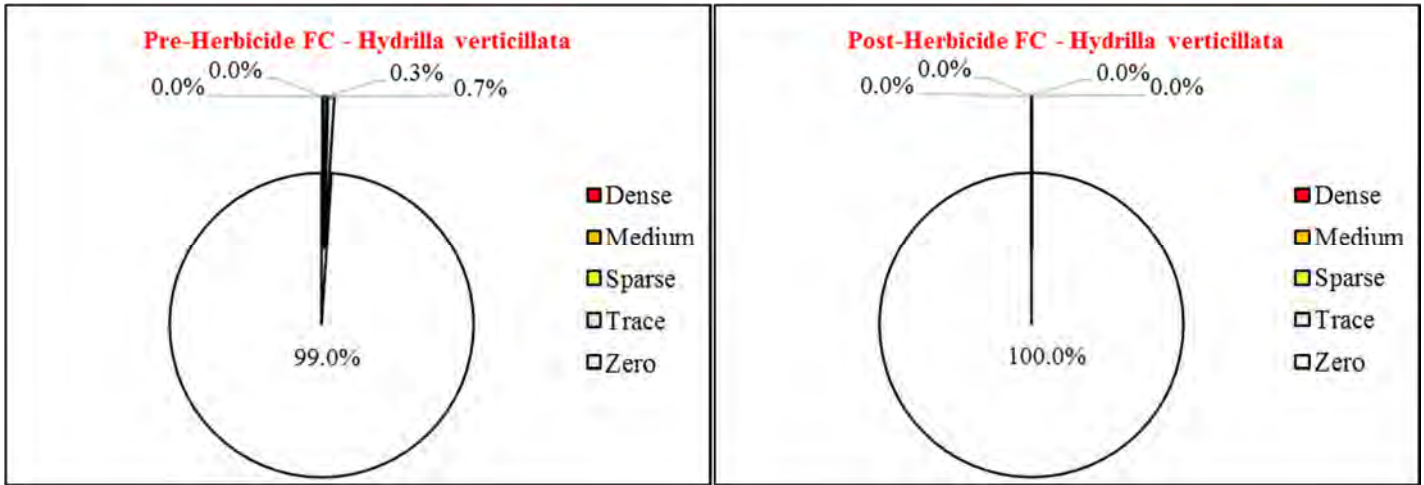 Pre-Herbicide FC - Hydrilla verticillata
0.0%
0.0%
0.3%
0.7%
99.0%
Dense
Medium
Sparse
Trace
Zero
Post-Herbicide FC - Hydrilla verticillata
0.0%
0.0%
0.0%
0.0%
100.0%
Dense
Medium
Sparse
Trace
Zero